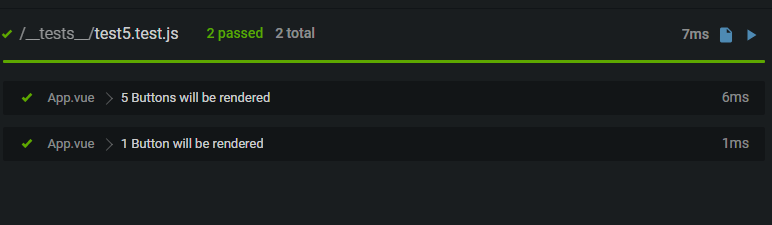 /__tests__/test5.test.js 2 passed 2 total 7ms
App.vue 5 Buttons will be rendered 6ms
App.vue 1 Button will be rendered 1ms